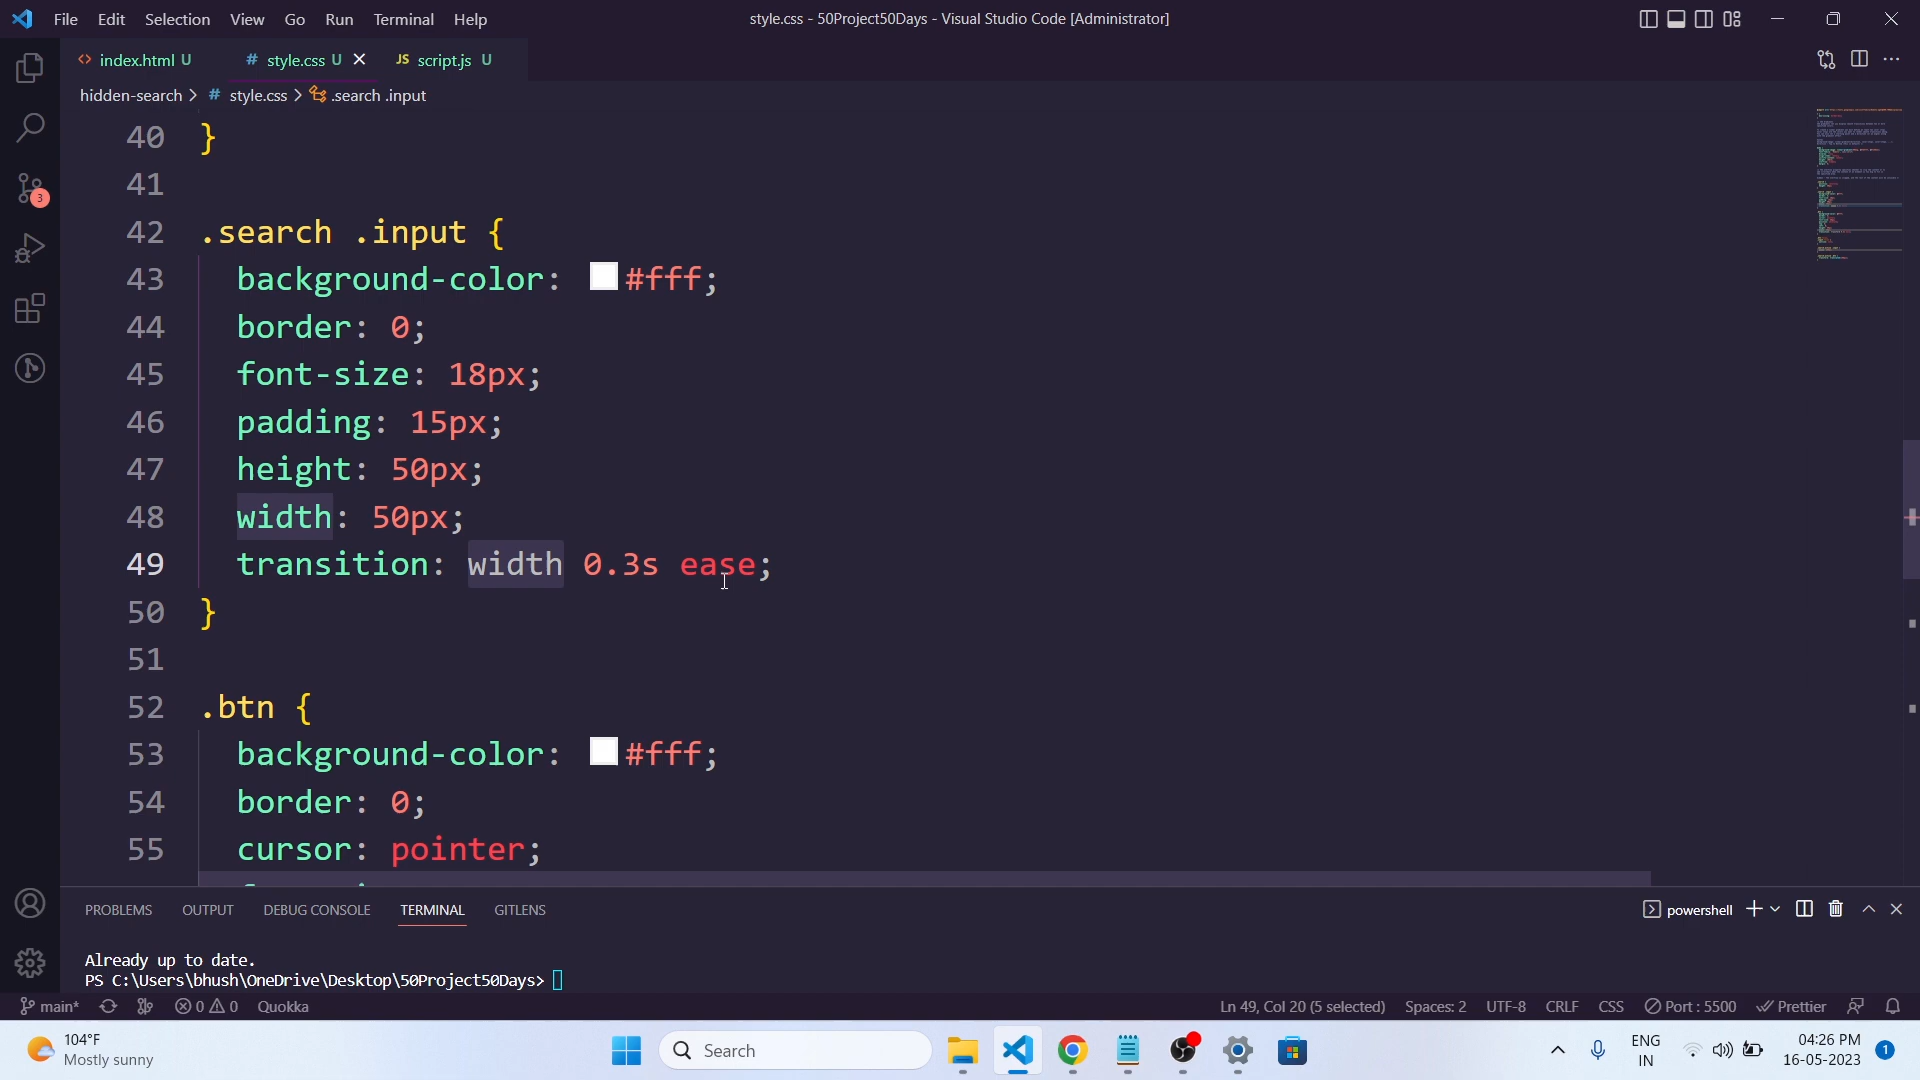 File Edit Selection View Go Run Terminal Help
style.css - 50Project50Days - Visual Studio Code [Administrator]
<> index.html U
# style.css U
JS script.js U
hidden-search > # style.css > .search .input
40 }
41
42 .search .input {
43 background-color: #fff;
44 border: 0;
45 font-size: 18px;
46 padding: 15px;
47 height: 50px;
48 width: 50px;
49 transition: width 0.3s ease;
50 }
51
52 .btn {
53 background-color: #fff;
54 border: 0;
55 cursor: pointer;
3
PROBLEMS OUTPUT DEBUG CONSOLE TERMINAL GITLENS
powershell
Already up to date.
PS C:\Users\bhush\OneDrive\Desktop\50Project50Days>
main* 0 0 Quokka
Ln 49, Col 20 (5 selected) Spaces: 2 UTF-8 CRLF CSS Port : 5500 Prettier
104°F
Mostly sunny
Search
ENG
IN
04:26 PM
16-05-2023
1